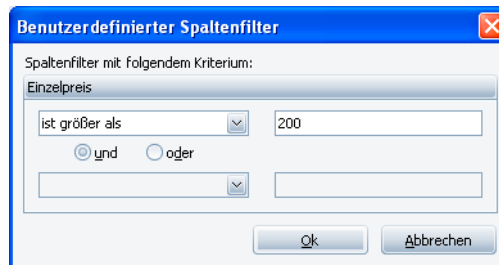 Benutzerdefinierter Spaltenfilter
Spaltenfilter mit folgendem Kriterium:
Einzelpreis
ist größer als 200
und oder
Ok Abbrechen